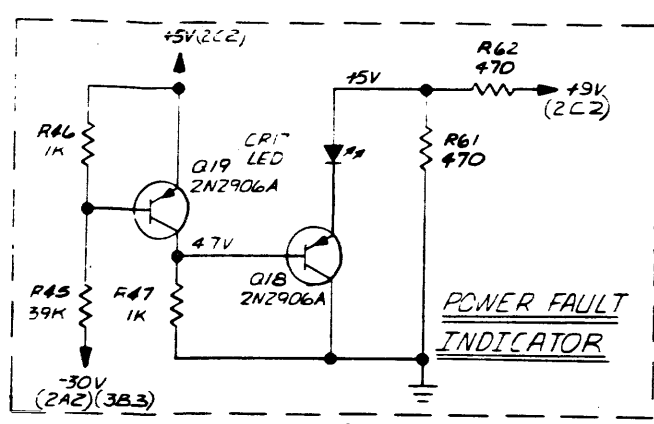 +5V(2C2)
R62
470
+5V
+9V
(2C2)
R46
1K
CR17
LED
Q19
2N2906A
R61
470
4.7V
R45
39K
R47
1K
Q18
2N2906A
POWER FAULT
INDICATOR
-30V
(2A2)(3B3)